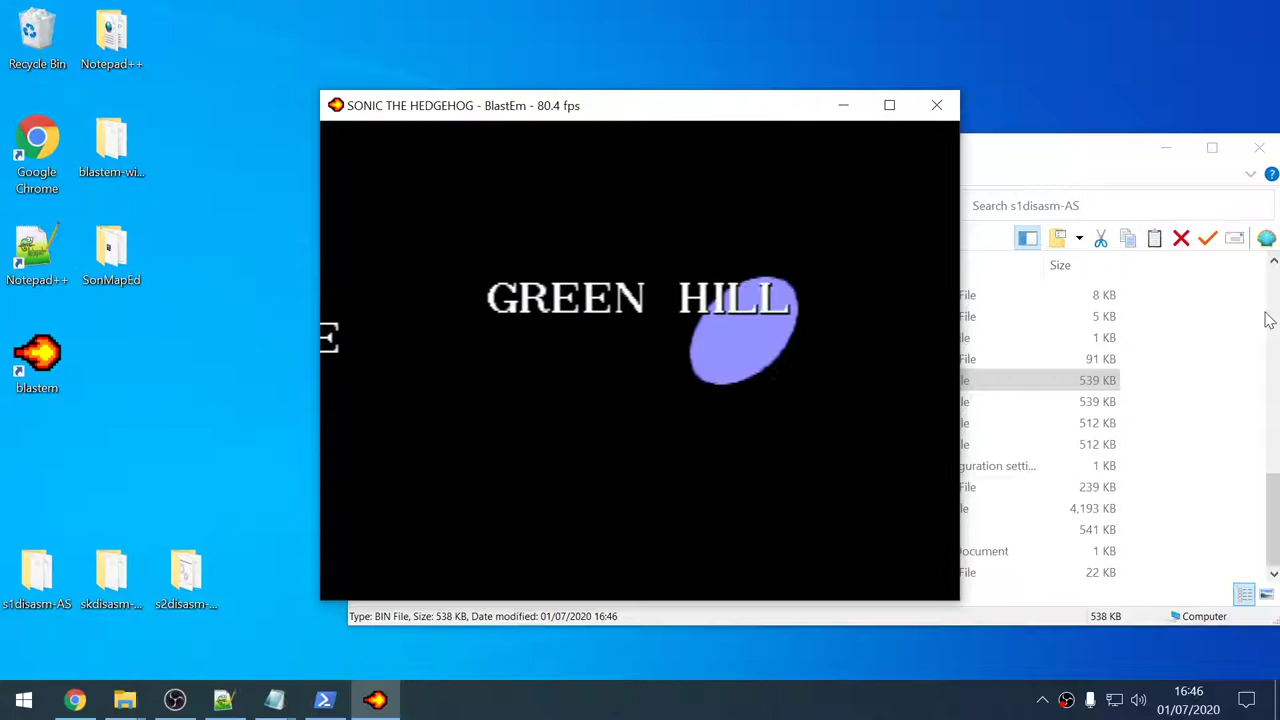 Recycle Bin
Notepad++
Google Chrome
blastem-wi...
Notepad++
SonMapEd
blastem
s1disasm-AS
skdisasm-...
s2disasm-...
SONIC THE HEDGEHOG - BlastEm - 80.4 fps
GREEN HILL
E
Search s1disasm-AS
Size
File 8 KB
File 5 KB
File 1 KB
File 91 KB
le 539 KB
le 539 KB
le 512 KB
le 512 KB
guration setti... 1 KB
File 239 KB
le 4,193 KB
541 KB
ocument 1 KB
File 22 KB
Type: BIN File, Size: 538 KB, Date modified: 01/07/2020 16:46
538 KB
Computer
16:46
01/07/2020